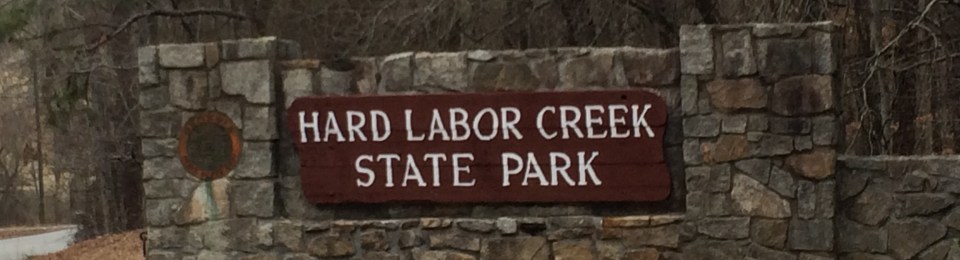 HARD LABOR CREEK
STATE PARK